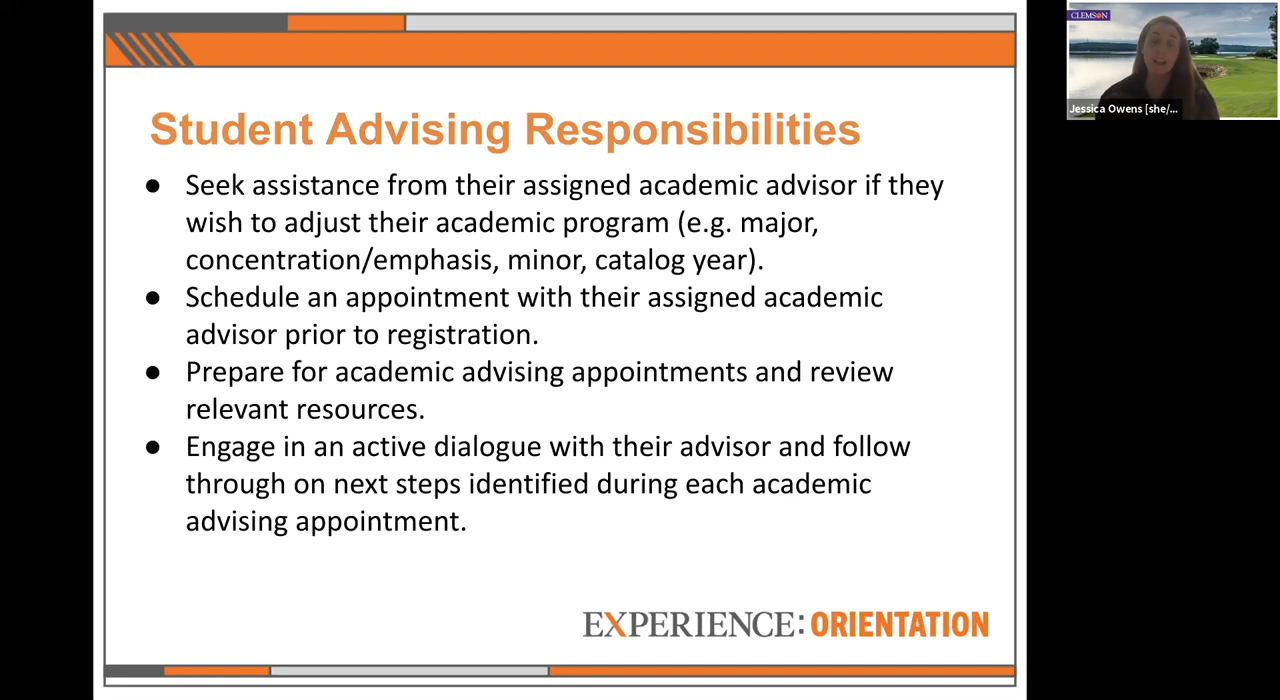 Student Advising Responsibilities
● Seek assistance from their assigned academic advisor if they
wish to adjust their academic program (e.g. major,
concentration/emphasis, minor, catalog year).
● Schedule an appointment with their assigned academic
advisor prior to registration.
● Prepare for academic advising appointments and review
relevant resources.
● Engage in an active dialogue with their advisor and follow
through on next steps identified during each academic
advising appointment.
EXPERIENCE: ORIENTATION
CLEMSON
Jessica Owens [she/...